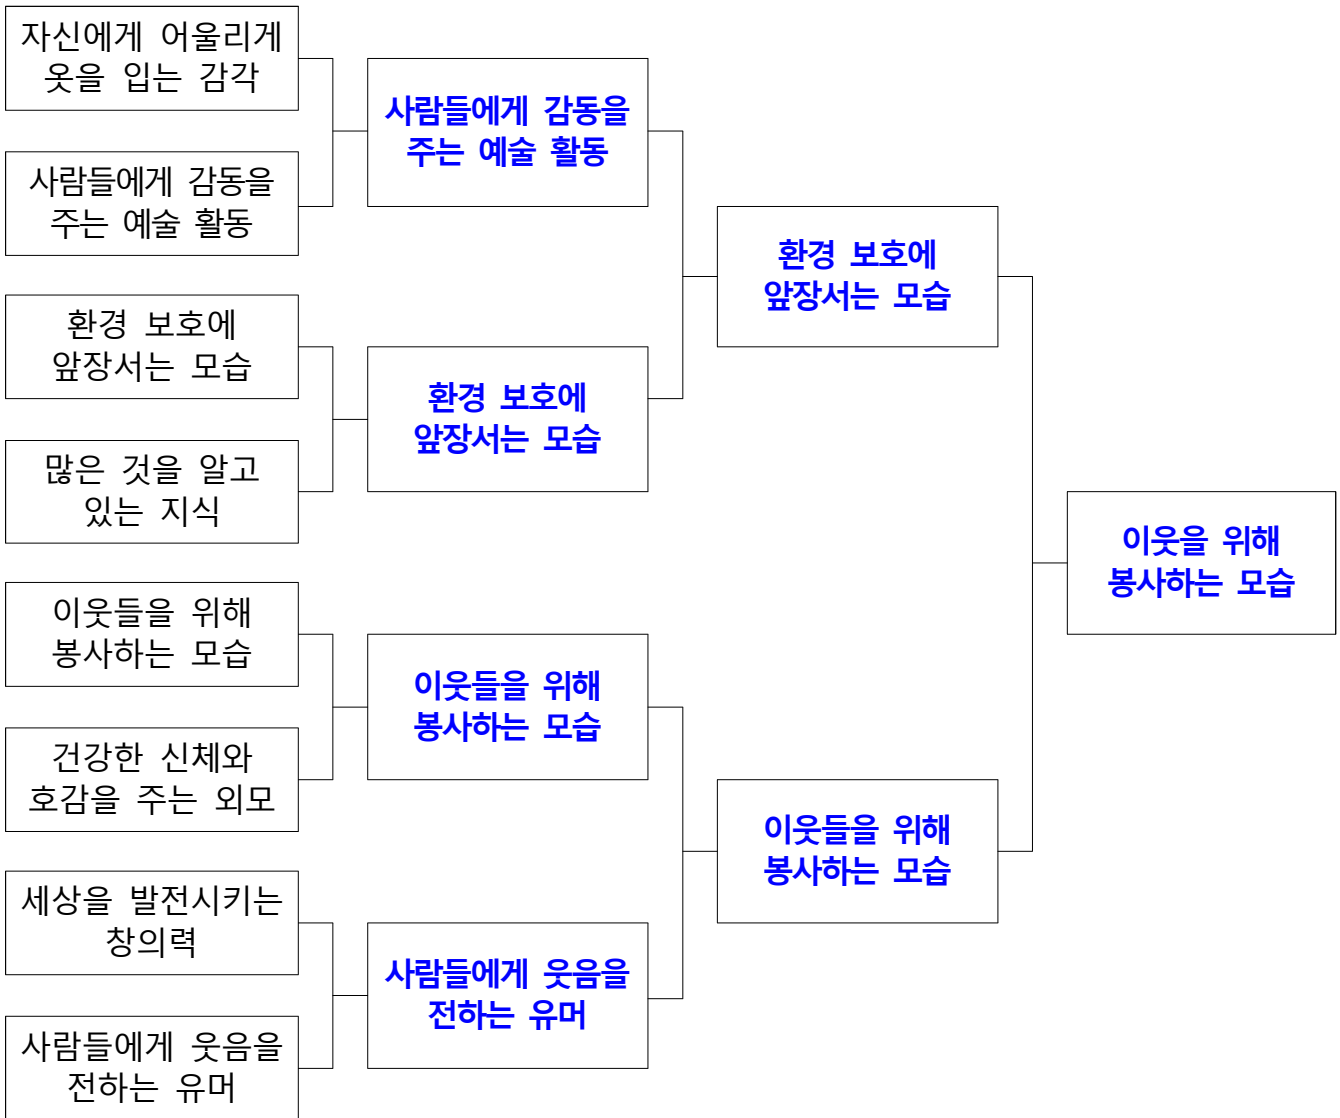 자신에게 어울리게
옷을 입는 감각
사람들에게 감동을
주는 예술 활동
환경 보호에
앞장서는 모습
많은 것을 알고
있는 지식
이웃들을 위해
봉사하는 모습
건강한 신체와
호감을 주는 외모
세상을 발전시키는
창의력
사람들에게 웃음을
전하는 유머
사람들에게 감동을
주는 예술 활동
환경 보호에
앞장서는 모습
이웃들을 위해
봉사하는 모습
사람들에게 웃음을
전하는 유머
환경 보호에
앞장서는 모습
이웃들을 위해
봉사하는 모습
이웃을 위해
봉사하는 모습